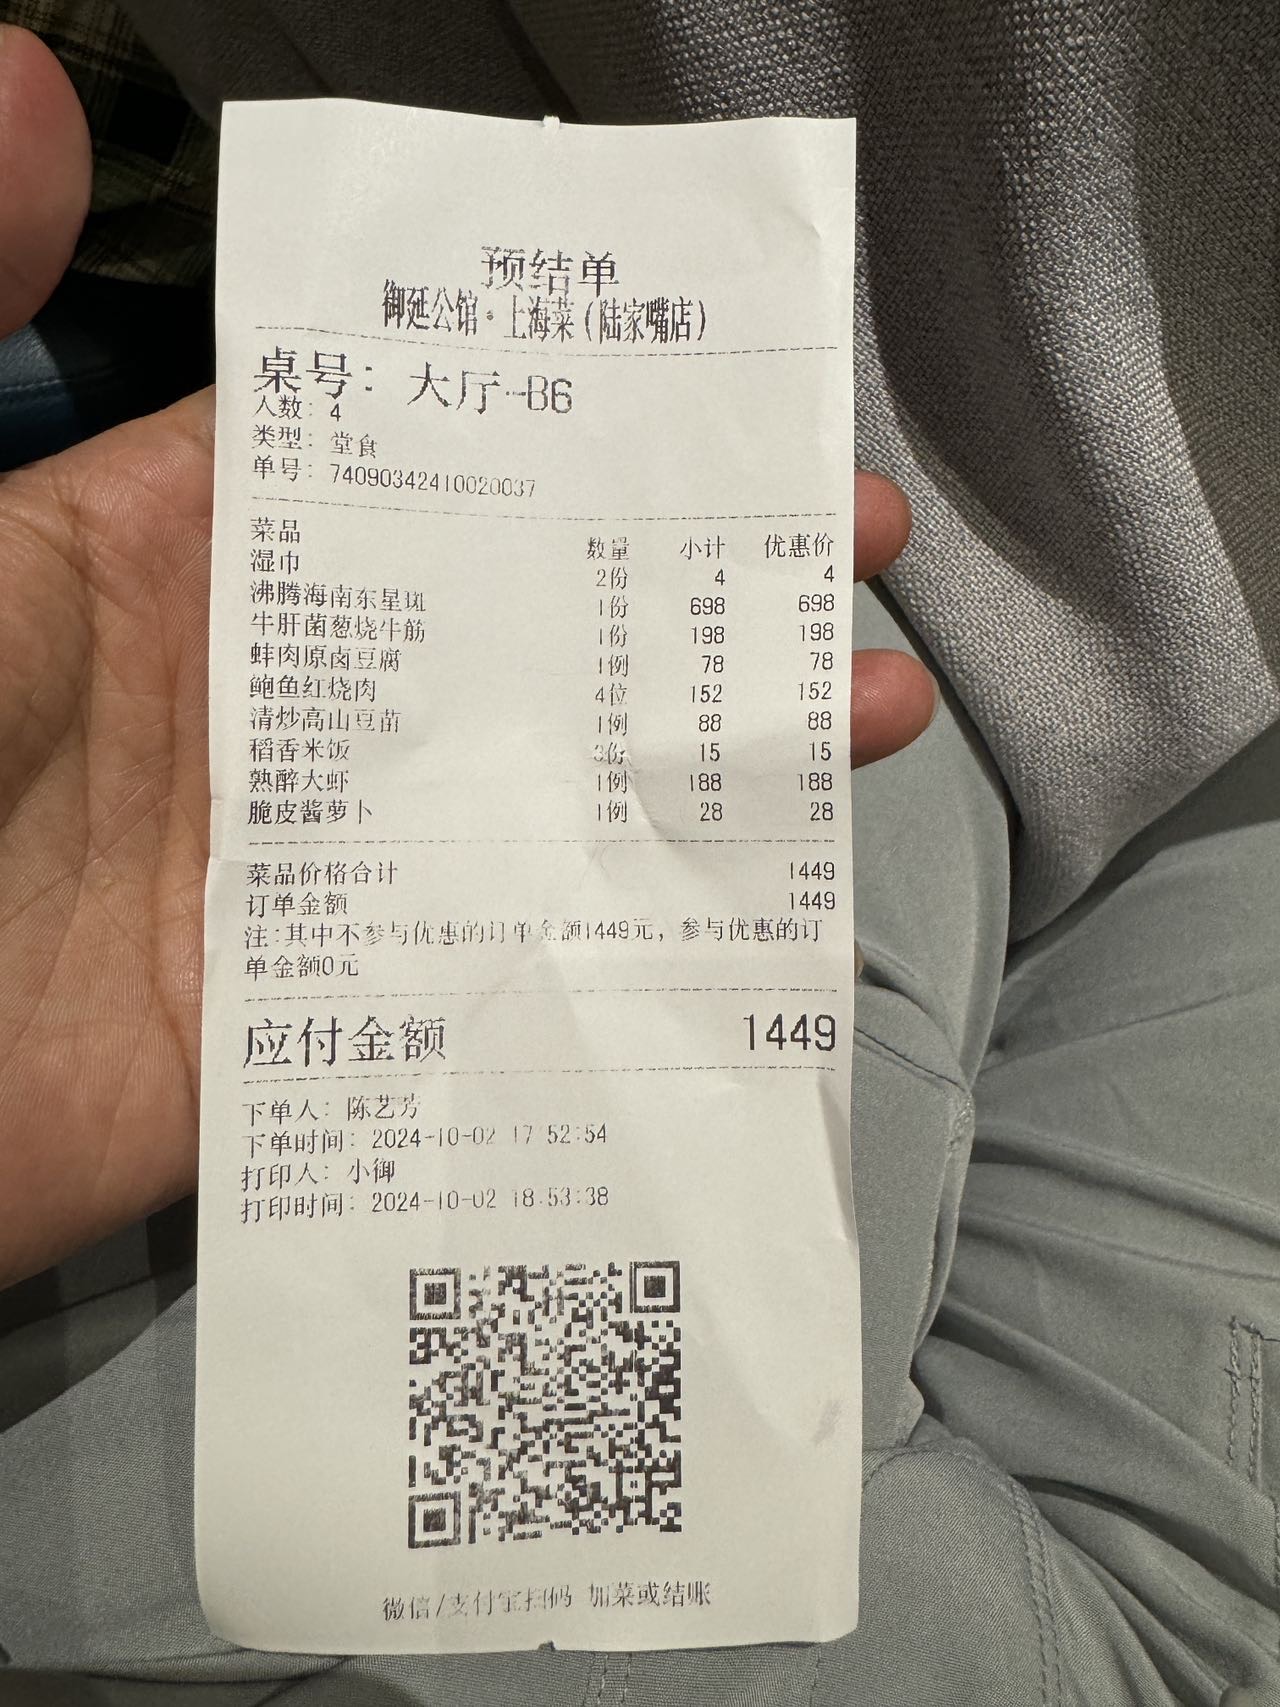 预结单
御延公馆·上海菜(陆家嘴店)
桌号: 大厅-B6
人数: 4
类型: 堂食
单号: 74090342410020037
菜品 数量 小计 优惠价
湿巾 2份 4 4
沸腾海南东星斑 1份 698 698
牛肝菌葱烧牛筋 1份 198 198
蚌肉原卤豆腐 1例 78 78
鲍鱼红烧肉 4位 152 152
清炒高山豆苗 1例 88 88
稻香米饭 3份 15 15
熟醉大虾 1例 188 188
脆皮酱萝卜 1例 28 28
菜品价格合计 1449
订单金额 1449
注:其中不参与优惠的订单金额1449元，参与优惠的订
单金额0元
应付金额 1449
下单人: 陈艺芳
下单时间: 2024-10-02 17:52:54
打印人: 小御
打印时间: 2024-10-02 18:53:38
微信/支付宝扫码 加菜或结账